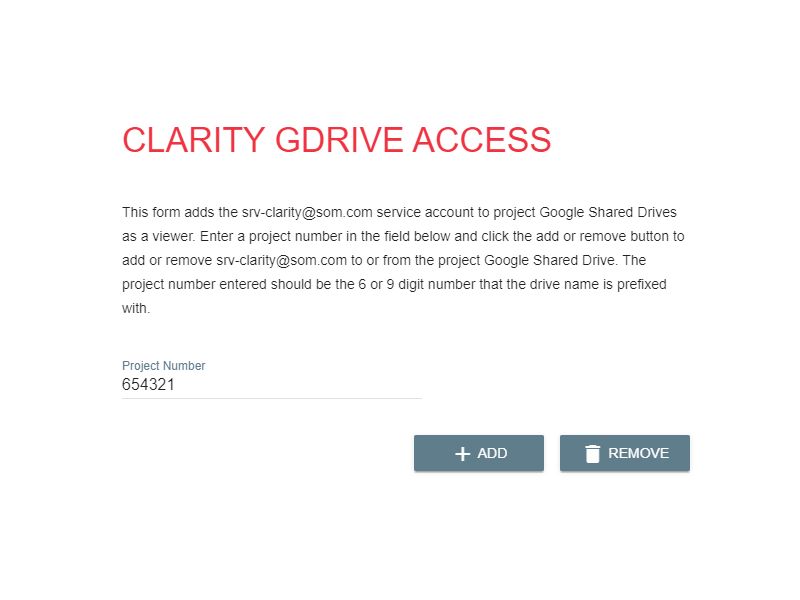 CLARITY GDRIVE ACCESS
This form adds the srv-clarity@som.com service account to project Google Shared Drives
as a viewer. Enter a project number in the field below and click the add or remove button to
add or remove srv-clarity@som.com to or from the project Google Shared Drive. The
project number entered should be the 6 or 9 digit number that the drive name is prefixed
with.
Project Number
654321
ADD
REMOVE